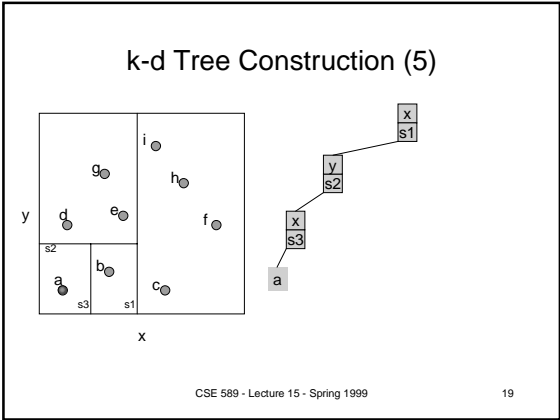 k-d Tree Construction (5)
x
s1
y
s2
x
s3
a
i
g
h
y
d
e
f
s2
a
b
c
s3
s1
x
CSE 589 - Lecture 15 - Spring 1999
19